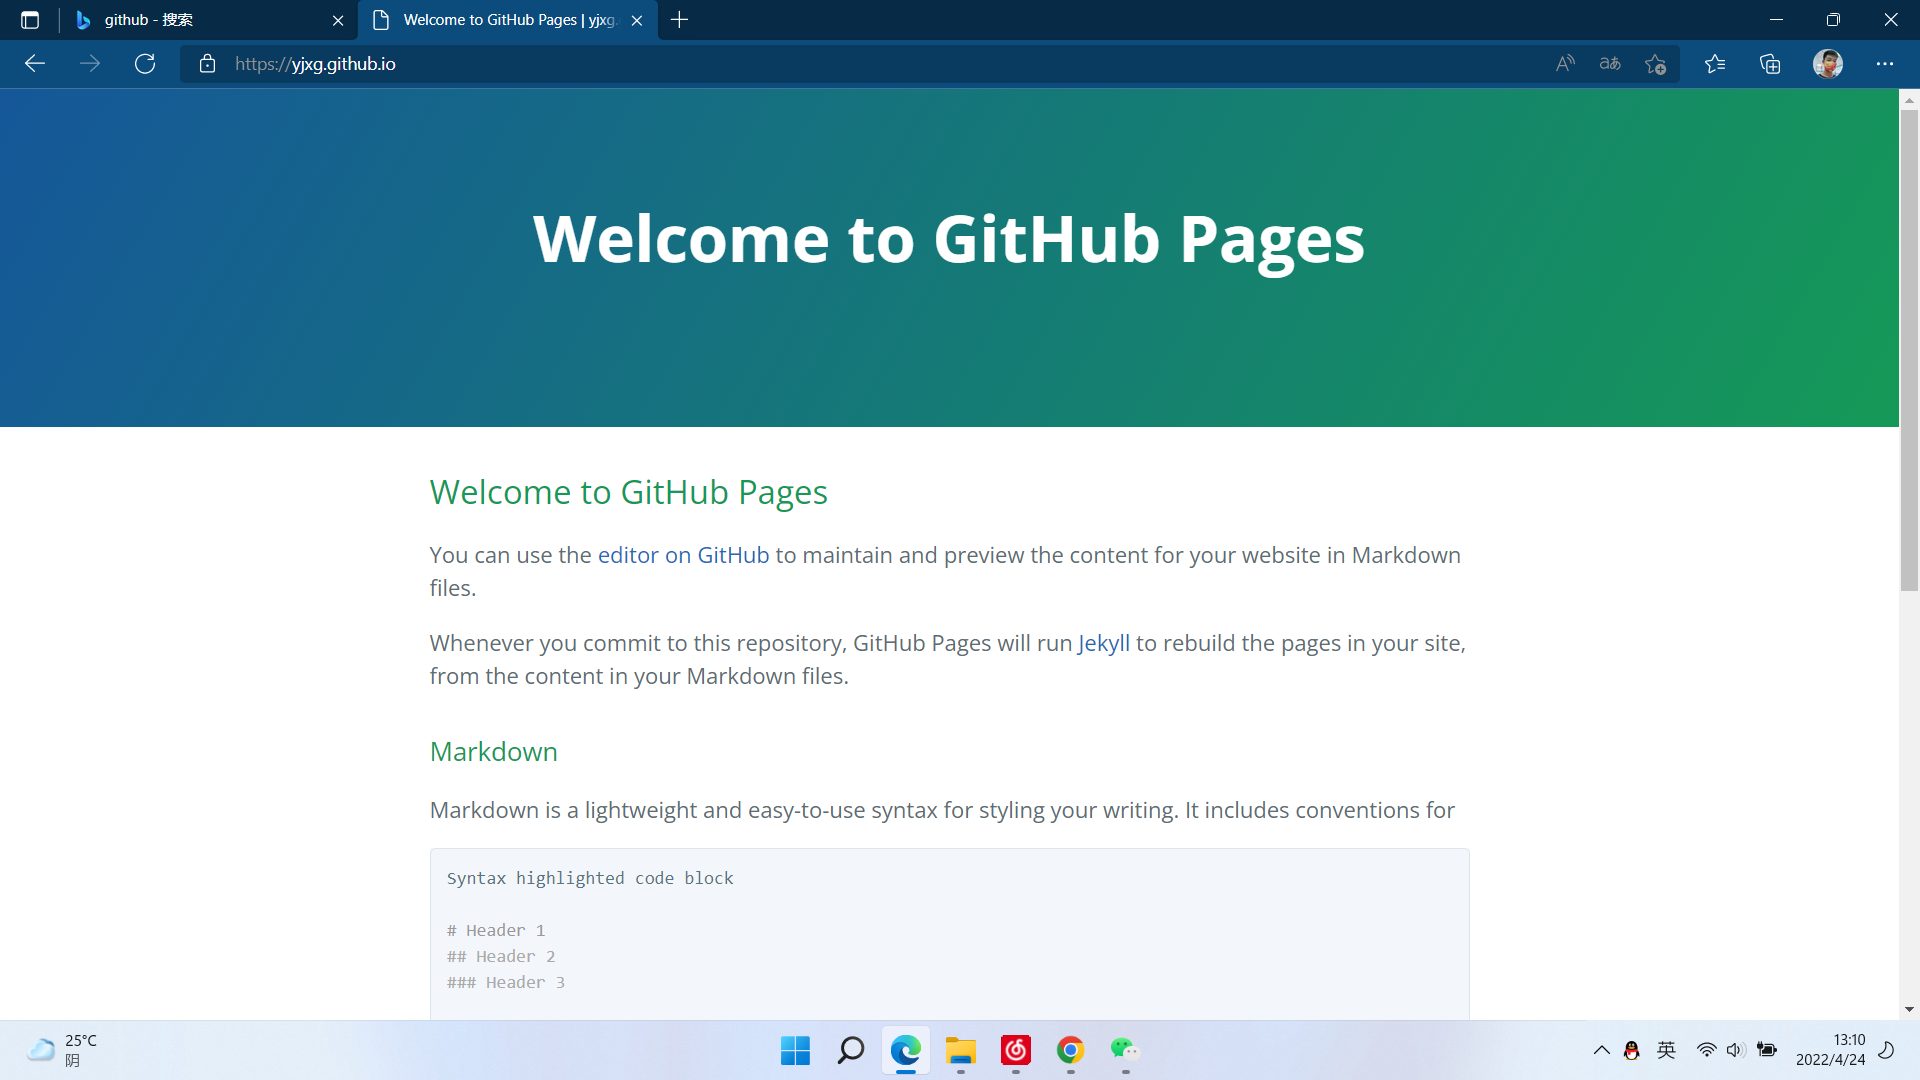 github - 搜索
Welcome to GitHub Pages | yjxg.
https://yjxg.github.io
Welcome to GitHub Pages
Welcome to GitHub Pages
You can use the editor on GitHub to maintain and preview the content for your website in Markdown
files.
Whenever you commit to this repository, GitHub Pages will run Jekyll to rebuild the pages in your site,
from the content in your Markdown files.
Markdown
Markdown is a lightweight and easy-to-use syntax for styling your writing. It includes conventions for
Syntax highlighted code block
# Header 1
## Header 2
### Header 3
25°C
阴
英
13:10
2022/4/24